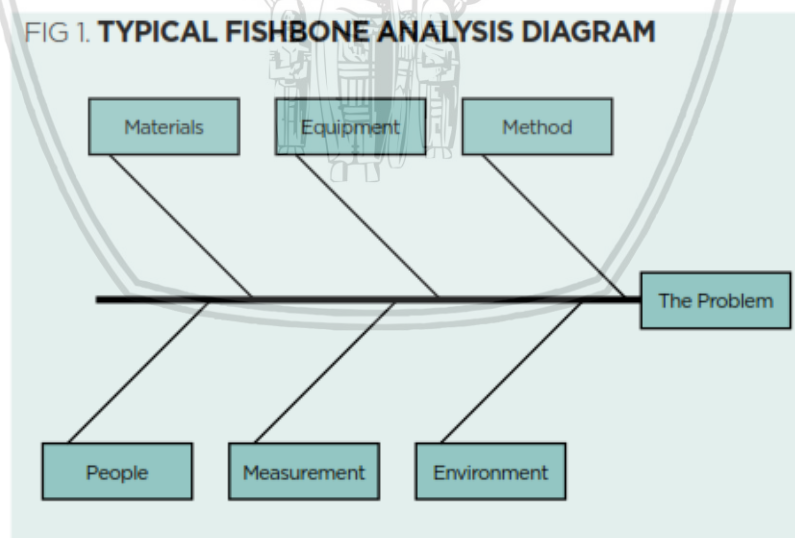 FIG 1. TYPICAL FISHBONE ANALYSIS DIAGRAM
Materials
Equipment
Method
The Problem
People
Measurement
Environment